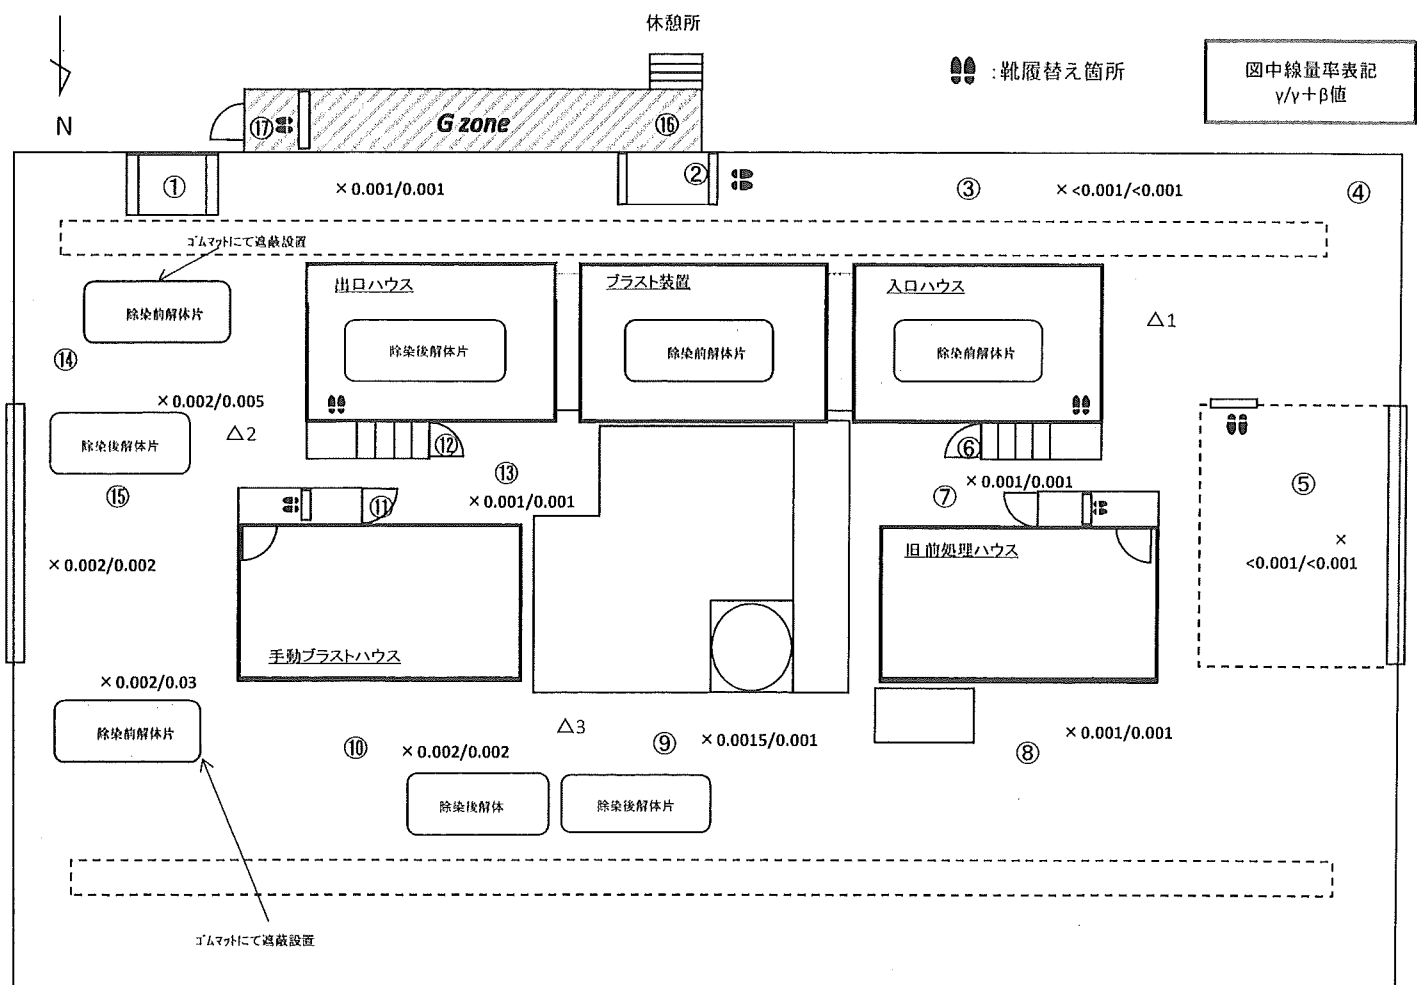 休憩所
:靴履替え箇所
図中線量率表記
γ/γ+β値
N
⑰
G zone
⑯
①
× 0.001/0.001
②
③
× <0.001/<0.001
④
ｺﾞﾑﾏｯﾄにて遮蔽設置
除染前解体片
出口ハウス
除染後解体片
ブラスト装置
除染前解体片
入口ハウス
除染前解体片
△1
⑭
× 0.002/0.005
除染後解体片
△2
⑫
⑥
⑬
× 0.001/0.001
⑦
× 0.001/0.001
⑤
⑮
⑪
×
<0.001/<0.001
× 0.002/0.002
旧 前処理ハウス
手動ブラストハウス
× 0.002/0.03
除染前解体片
⑩
× 0.002/0.002
△3
⑨
× 0.0015/0.001
⑧
× 0.001/0.001
除染後解体
除染後解体片
ｺﾞﾑﾏｯﾄにて遮蔽設置